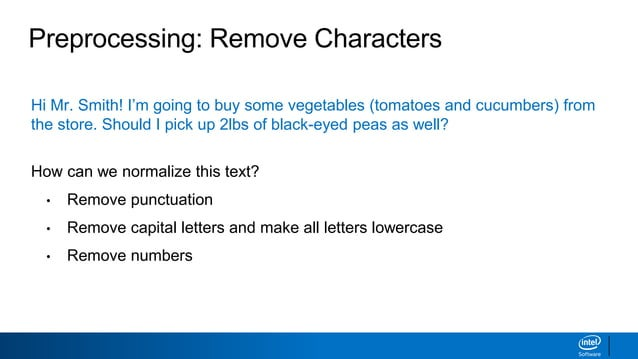 Preprocessing: Remove Characters
Hi Mr. Smith! I’m going to buy some vegetables (tomatoes and cucumbers) from
the store. Should I pick up 2lbs of black-eyed peas as well?
How can we normalize this text?
• Remove punctuation
• Remove capital letters and make all letters lowercase
• Remove numbers
intel
Software